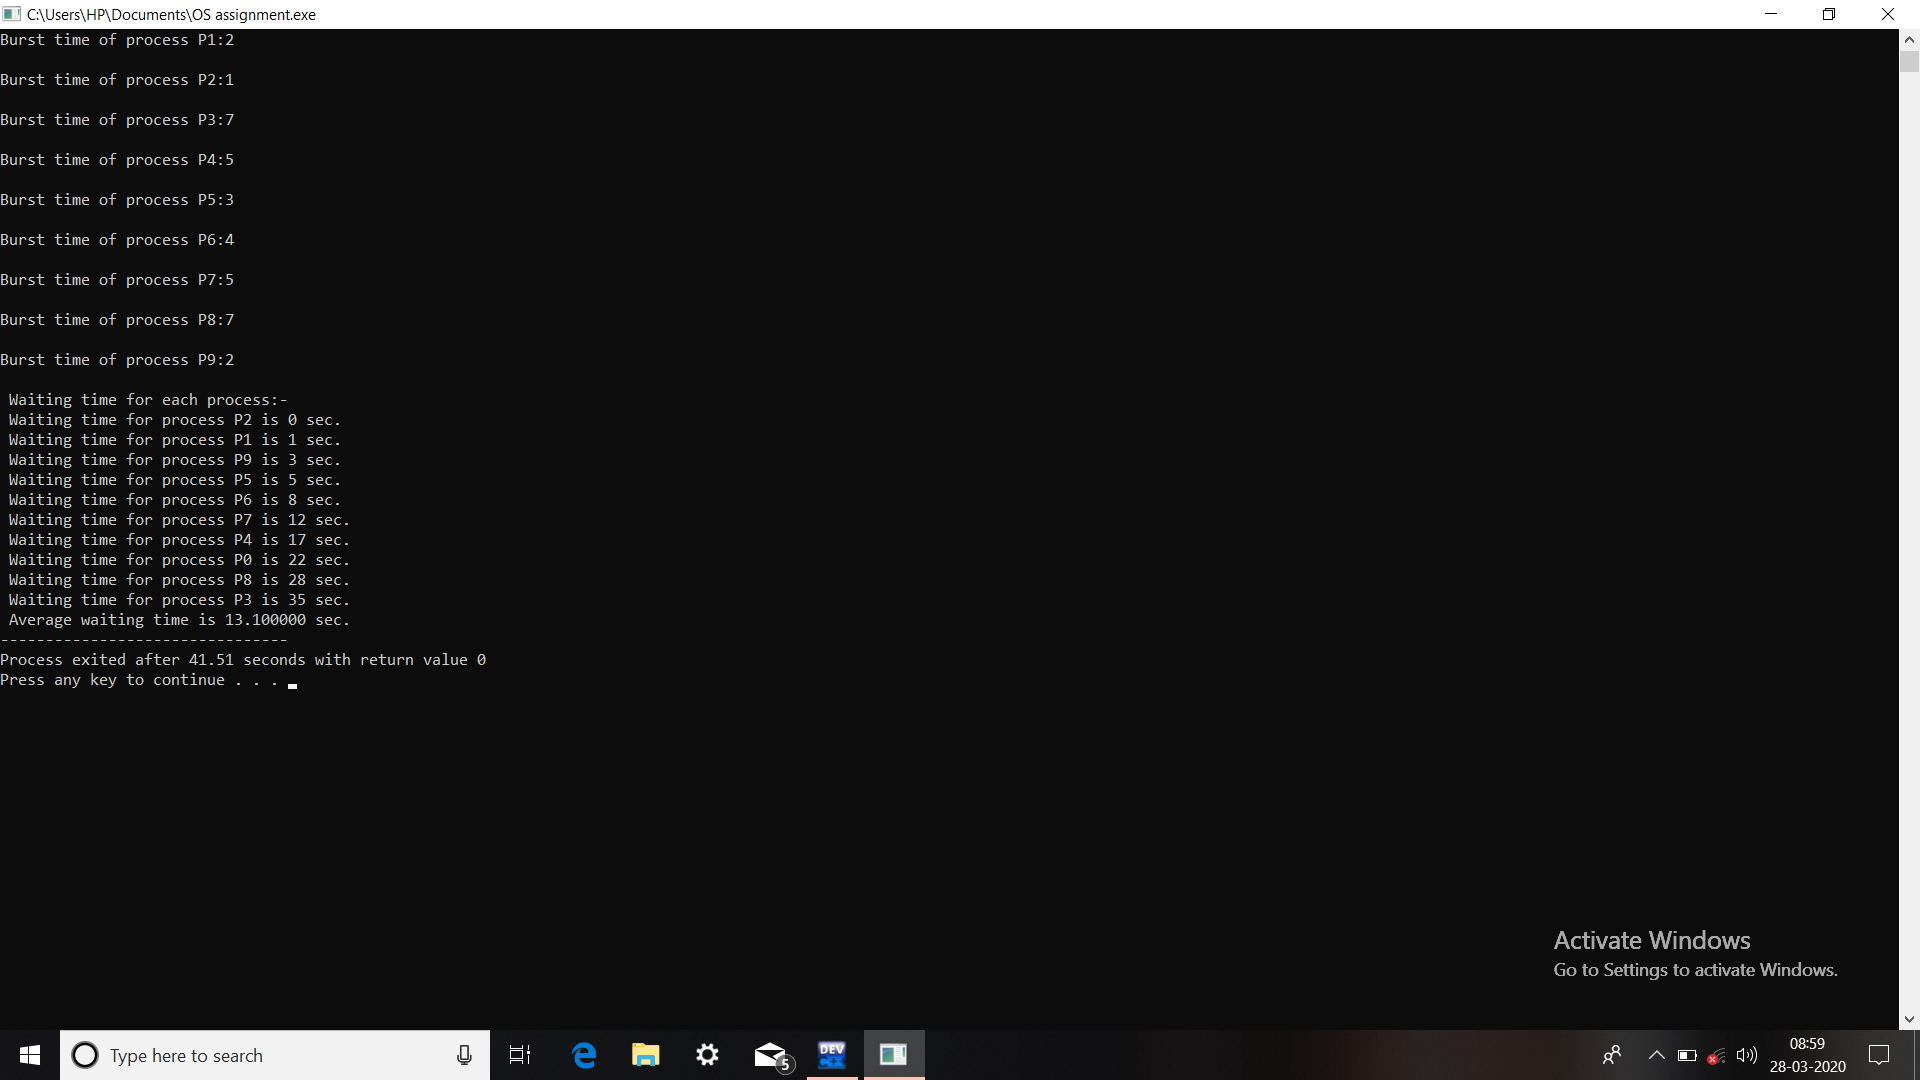 C:\Users\HP\Documents\OS assignment.exe
Burst time of process P1:2
Burst time of process P2:1
Burst time of process P3:7
Burst time of process P4:5
Burst time of process P5:3
Burst time of process P6:4
Burst time of process P7:5
Burst time of process P8:7
Burst time of process P9:2
Waiting time for each process:-
Waiting time for process P2 is 0 sec.
Waiting time for process P1 is 1 sec.
Waiting time for process P9 is 3 sec.
Waiting time for process P5 is 5 sec.
Waiting time for process P6 is 8 sec.
Waiting time for process P7 is 12 sec.
Waiting time for process P4 is 17 sec.
Waiting time for process P0 is 22 sec.
Waiting time for process P8 is 28 sec.
Waiting time for process P3 is 35 sec.
Average waiting time is 13.100000 sec.
--------------------------------
Process exited after 41.51 seconds with return value 0
Press any key to continue . . .
Activate Windows
Go to Settings to activate Windows.
Type here to search
5
DEV
C++
08:59
28-03-2020